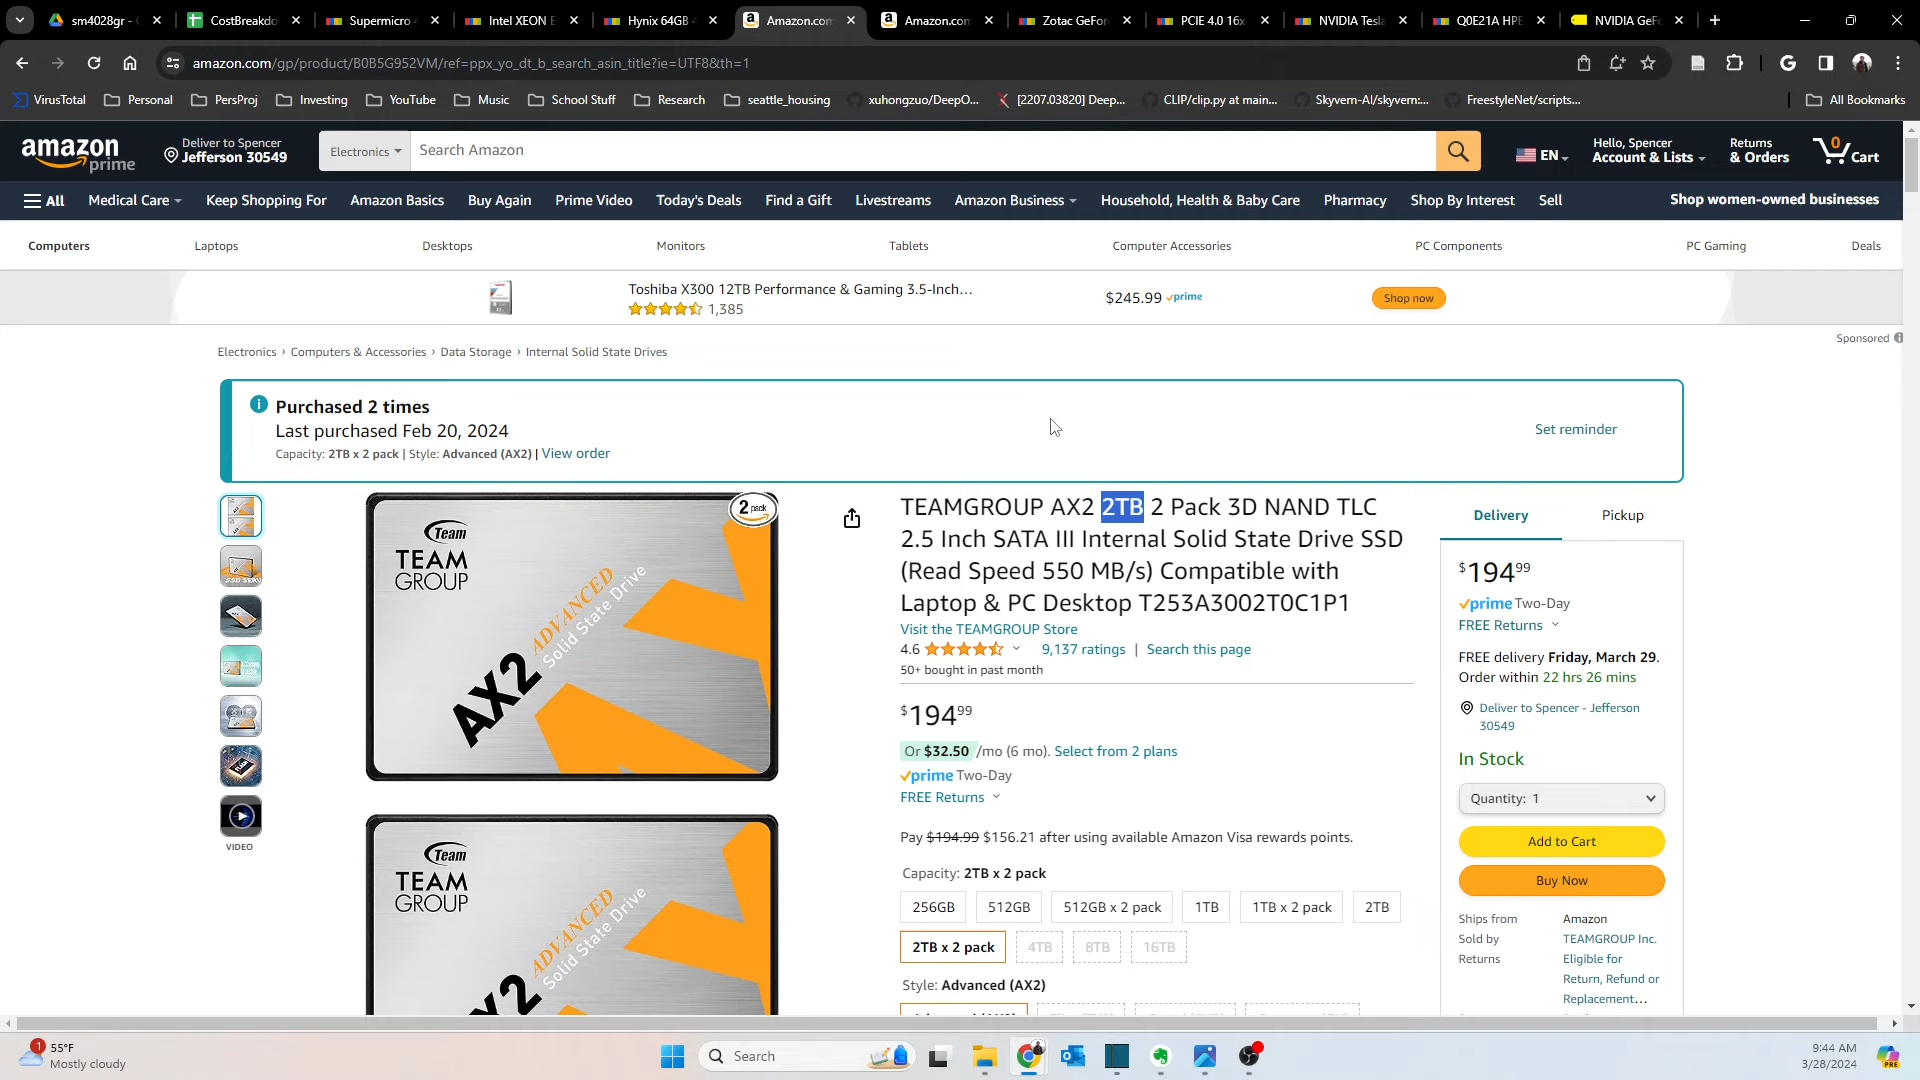 sm4028gr -
CostBreakdo
Supermicro
Intel XEON E
Hynix 64GB
Amazon.com
Amazon.com
Zotac GeFor
PCIE 4.0 16x
NVIDIA Tesla
Q0E21A HPE
NVIDIA GeFo
amazon.com/gp/product/B0B5G952VM/ref=ppx_yo_dt_b_search_asin_title?ie=UTF8&th=1
VirusTotal
Personal
PersProj
Investing
YouTube
Music
School Stuff
Research
seattle_housing
xuhongzuo/DeepO...
[2207.03820] Deep...
CLIP/clip.py at main...
Skyvern-AI/skyvern:...
FreestyleNet/scripts...
All Bookmarks
amazon prime
Deliver to Spencer
Jefferson 30549
Electronics
Search Amazon
EN
Hello, Spencer
Account & Lists
Returns
& Orders
0
Cart
All
Medical Care
Keep Shopping For
Amazon Basics
Buy Again
Prime Video
Today's Deals
Find a Gift
Livestreams
Amazon Business
Household, Health & Baby Care
Pharmacy
Shop By Interest
Sell
Shop women-owned businesses
Computers
Laptops
Desktops
Monitors
Tablets
Computer Accessories
PC Components
PC Gaming
Deals
Toshiba X300 12TB Performance & Gaming 3.5-Inch...
1,385
$245.99 prime
Shop now
Sponsored
Electronics › Computers & Accessories › Data Storage › Internal Solid State Drives
Purchased 2 times
Last purchased Feb 20, 2024
Capacity: 2TB x 2 pack | Style: Advanced (AX2) | View order
Set reminder
2 pack
Team
TEAM
GROUP
AX2 ADVANCED
Solid State Drive
Team
TEAM
GROUP
ADVANCED
Solid State Drive
VIDEO
TEAMGROUP AX2 2TB 2 Pack 3D NAND TLC
2.5 Inch SATA III Internal Solid State Drive SSD
(Read Speed 550 MB/s) Compatible with
Laptop & PC Desktop T253A3002T0C1P1
Visit the TEAMGROUP Store
4.6
9,137 ratings | Search this page
50+ bought in past month
$194.99
Or $32.50 /mo (6 mo). Select from 2 plans
prime Two-Day
FREE Returns
Pay $194.99 $156.21 after using available Amazon Visa rewards points.
Capacity: 2TB x 2 pack
256GB
512GB
512GB x 2 pack
1TB
1TB x 2 pack
2TB
2TB x 2 pack
4TB
8TB
16TB
Style: Advanced (AX2)
Delivery
Pickup
$194.99
prime Two-Day
FREE Returns
FREE delivery Friday, March 29.
Order within 22 hrs 26 mins
Deliver to Spencer - Jefferson
30549
In Stock
Quantity: 1
Add to Cart
Buy Now
Ships from Amazon
Sold by TEAMGROUP Inc.
Returns Eligible for
Return, Refund or
Replacement...
1
55°F
Mostly cloudy
Search
9:44 AM
3/28/2024
PRE